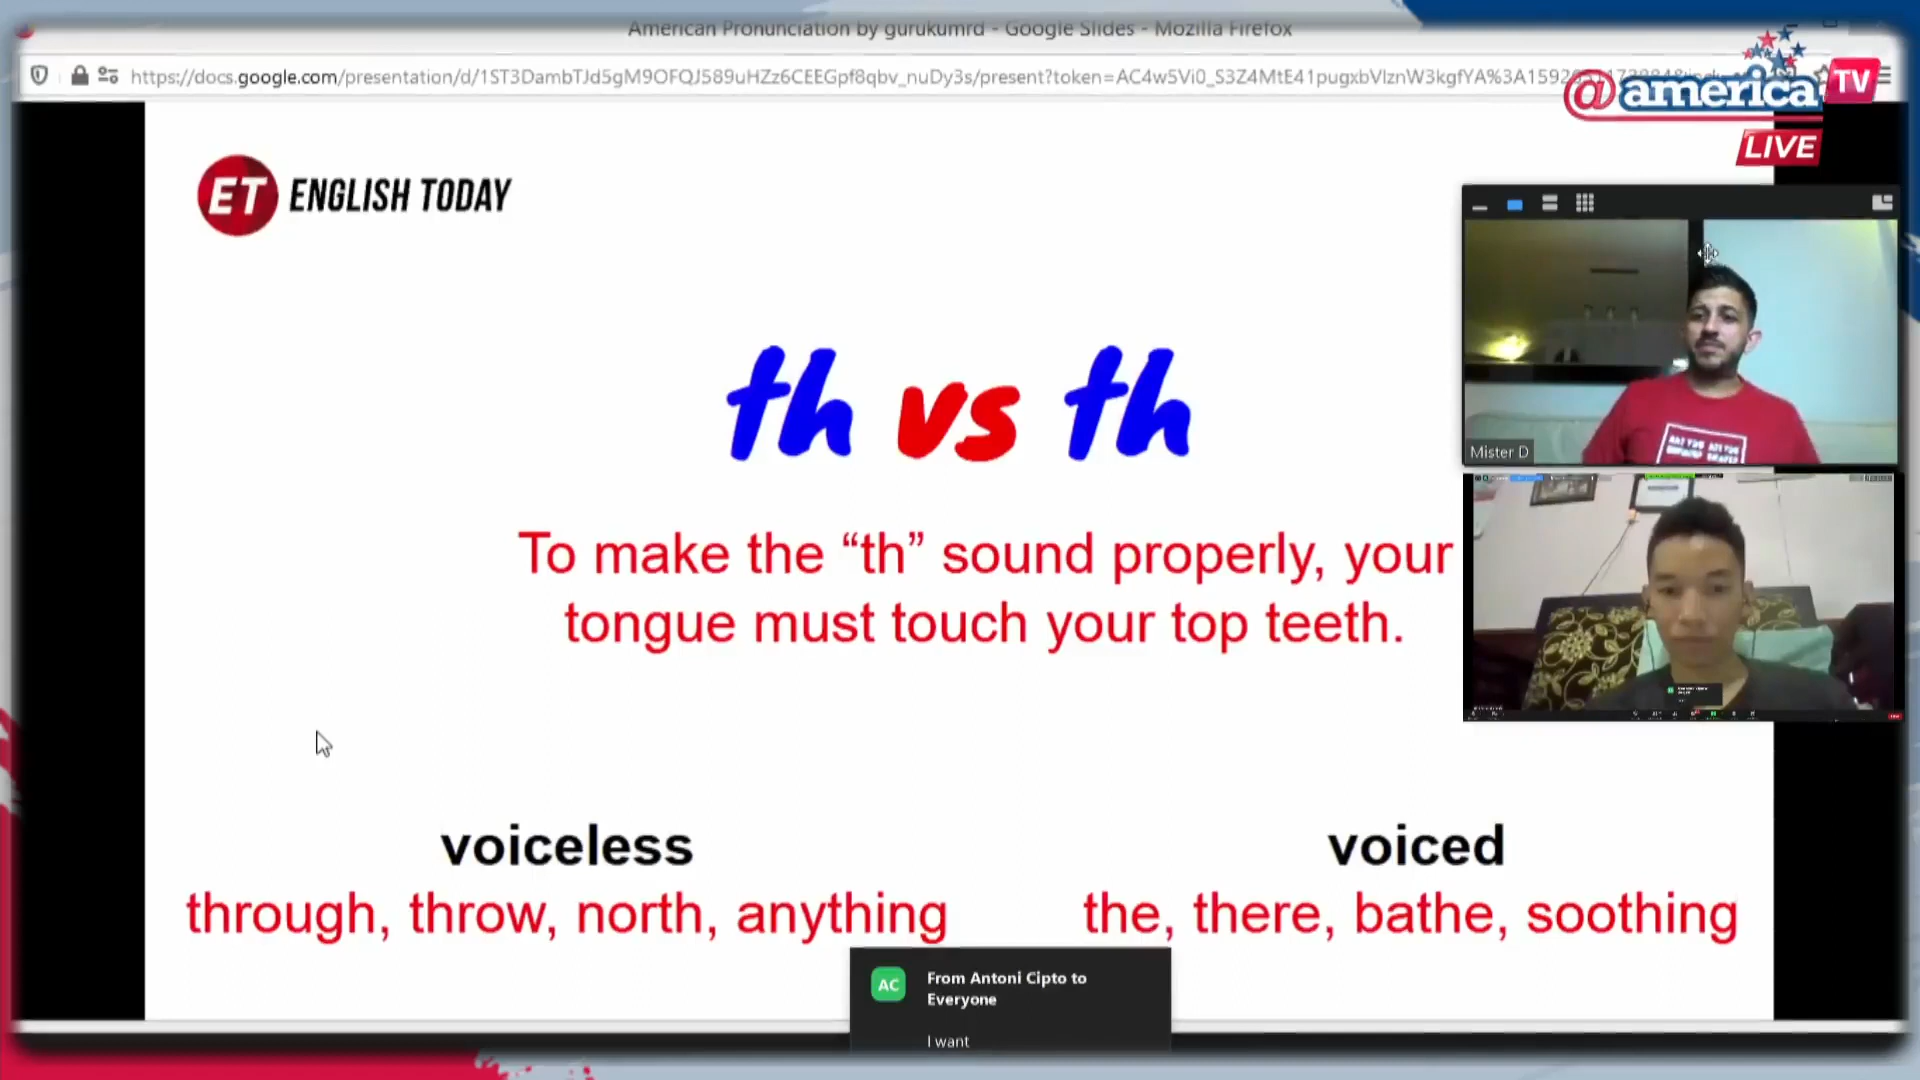 American Pronunciation by gurukumrd - Google Slides - Mozilla Firefox
@america TV
LIVE
ET ENGLISH TODAY
th vs th
To make the “th” sound properly, your
tongue must touch your top teeth.
Mister D
voiceless
voiced
through, throw, north, anything
the, there, bathe, soothing
AC
From Antoni Cipto to
Everyone
I want